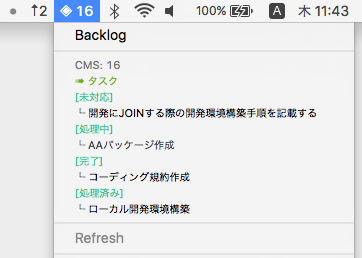 ↑2 16 100% A 木 11:43
Backlog
CMS: 16
➠ タスク
[未対応]
└ 開発にJOINする際の開発環境構築手順を記載する
[処理中]
└ AAパッケージ作成
[完了]
└ コーディング規約作成
[処理済み]
└ ローカル開発環境構築
Refresh